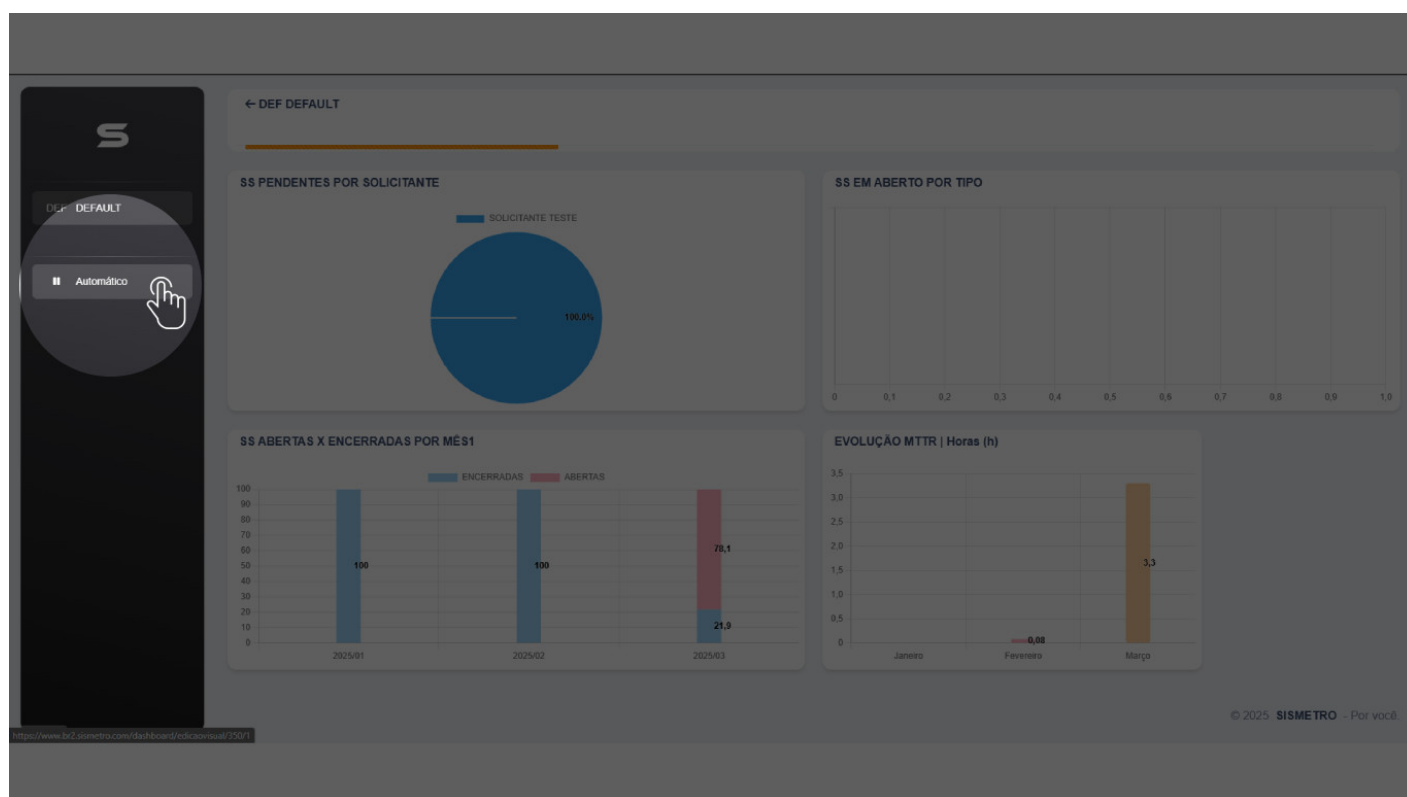 ← DEF DEFAULT
DEF DEFAULT
Automático
SS PENDENTES POR SOLICITANTE
SOLICITANTE TESTE
100,0%
SS EM ABERTO POR TIPO
0 0,1 0,2 0,3 0,4 0,5 0,6 0,7 0,8 0,9 1,0
SS ABERTAS X ENCERRADAS POR MÊS1
ENCERRADAS ABERTAS
100
90
80
70
60
50
40
30
20
10
0
100
100
78,1
21,9
2025/01 2025/02 2025/03
EVOLUÇÃO MTTR | Horas (h)
3,5
3,0
2,5
2,0
1,5
1,0
0,5
0
0,08
3,3
Janeiro Fevereiro Março
© 2025 SISMETRO - Por você.
https://www.br2.sismetro.com/dashboard/edicaovisual/350/1